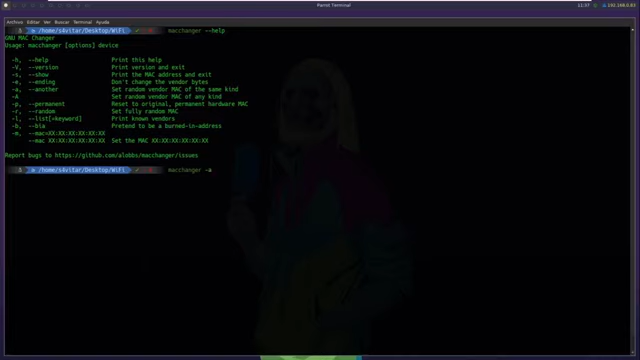 Parrot Terminal
11:37
192.168.0.83
Archivo Editar Ver Buscar Terminal Ayuda
/home/s4vitar/Desktop/WiFi macchanger --help
GNU MAC Changer
Usage: macchanger [options] device
-h, --help Print this help
-V, --version Print version and exit
-s, --show Print the MAC address and exit
-e, --ending Don't change the vendor bytes
-a, --another Set random vendor MAC of the same kind
-A Set random vendor MAC of any kind
-p, --permanent Reset to original, permanent hardware MAC
-r, --random Set fully random MAC
-l, --list[=keyword] Print known vendors
-b, --bia Pretend to be a burned-in-address
-m, --mac=XX:XX:XX:XX:XX:XX
--mac XX:XX:XX:XX:XX:XX Set the MAC XX:XX:XX:XX:XX:XX
Report bugs to https://github.com/alobbs/macchanger/issues
/home/s4vitar/Desktop/WiFi macchanger -a